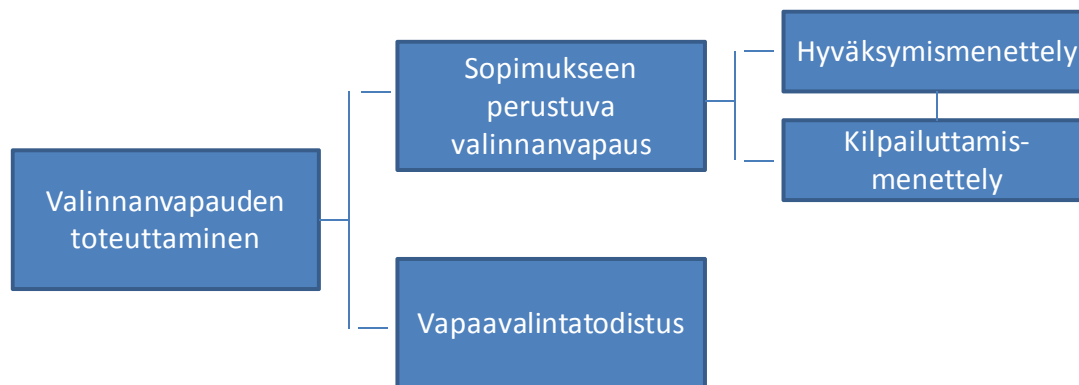 Valinnanvapauden
toteuttaminen
Sopimukseen
perustuva
valinnanvapaus
Vapaavalintatodistus
Hyväksymismenettely
Kilpailuttamis-
menettely